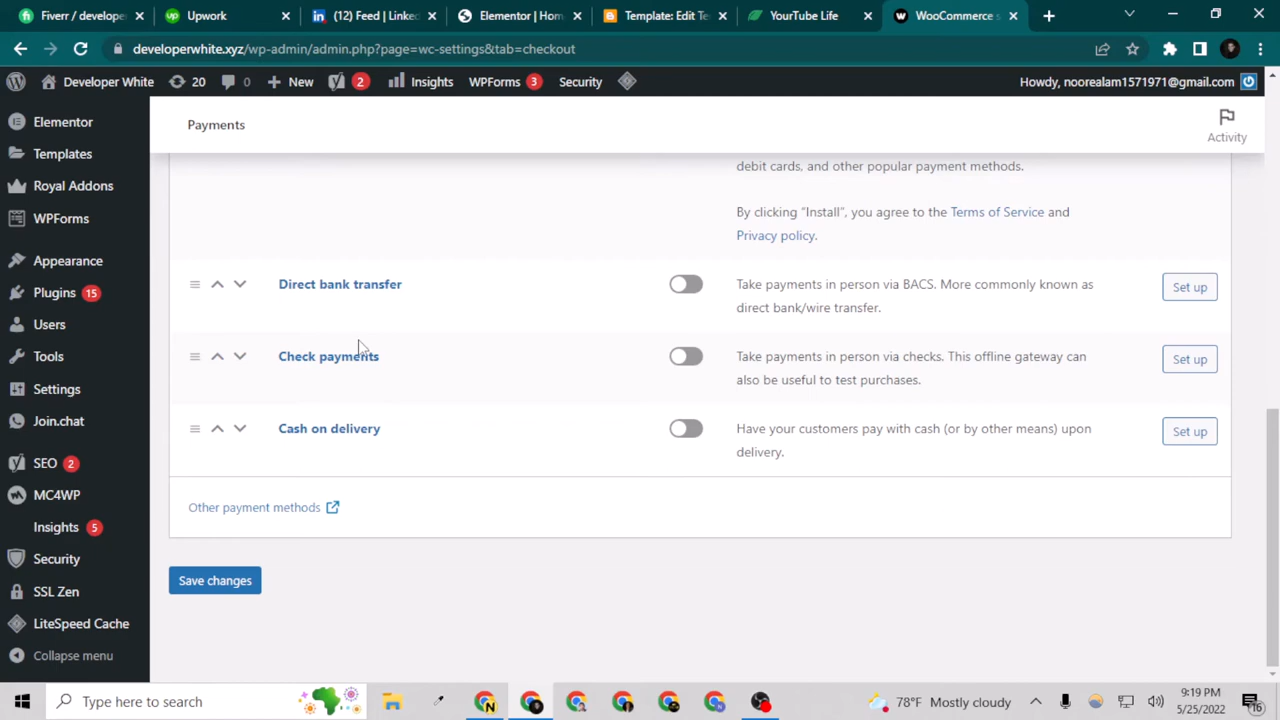 Fiverr / develope
Upwork
(12) Feed | Linke
Elementor | Hom
Template: Edit Te
YouTube Life
WooCommerce s
developerwhite.xyz/wp-admin/admin.php?page=wc-settings&tab=checkout
Developer White
20
0
New
2
Insights
WPForms 3
Security
Howdy, noorealam1571971@gmail.com
Elementor
Templates
Royal Addons
WPForms
Appearance
Plugins 15
Users
Tools
Settings
Join.chat
SEO 2
MC4WP
Insights 5
Security
SSL Zen
LiteSpeed Cache
Collapse menu
Payments
Activity
debit cards, and other popular payment methods.
By clicking “Install”, you agree to the Terms of Service and
Privacy policy.
Direct bank transfer
Take payments in person via BACS. More commonly known as
direct bank/wire transfer.
Set up
Check payments
Take payments in person via checks. This offline gateway can
also be useful to test purchases.
Set up
Cash on delivery
Have your customers pay with cash (or by other means) upon
delivery.
Set up
Other payment methods
Save changes
Type here to search
78°F Mostly cloudy
9:19 PM
5/25/2022
16